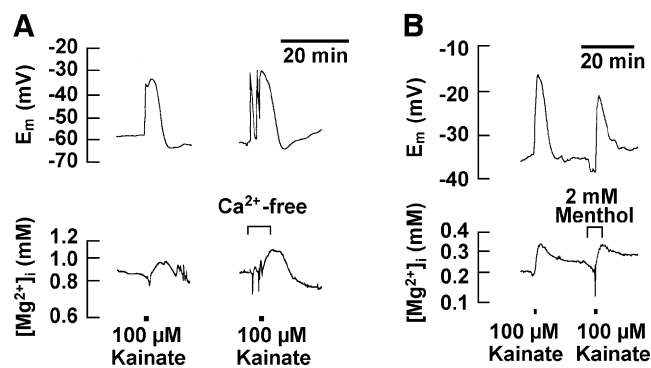 A
-20
-30
-40
-50
-60
-70
Em (mV)
20 min
Ca2+-free
1.2
1.0
0.8
0.6
[Mg2+]i (mM)
100 µM
Kainate
100 µM
Kainate
B
-10
-20
-30
-40
Em (mV)
20 min
2 mM
Menthol
0.4
0.3
0.2
0.1
[Mg2+]i (mM)
100 µM
Kainate
100 µM
Kainate